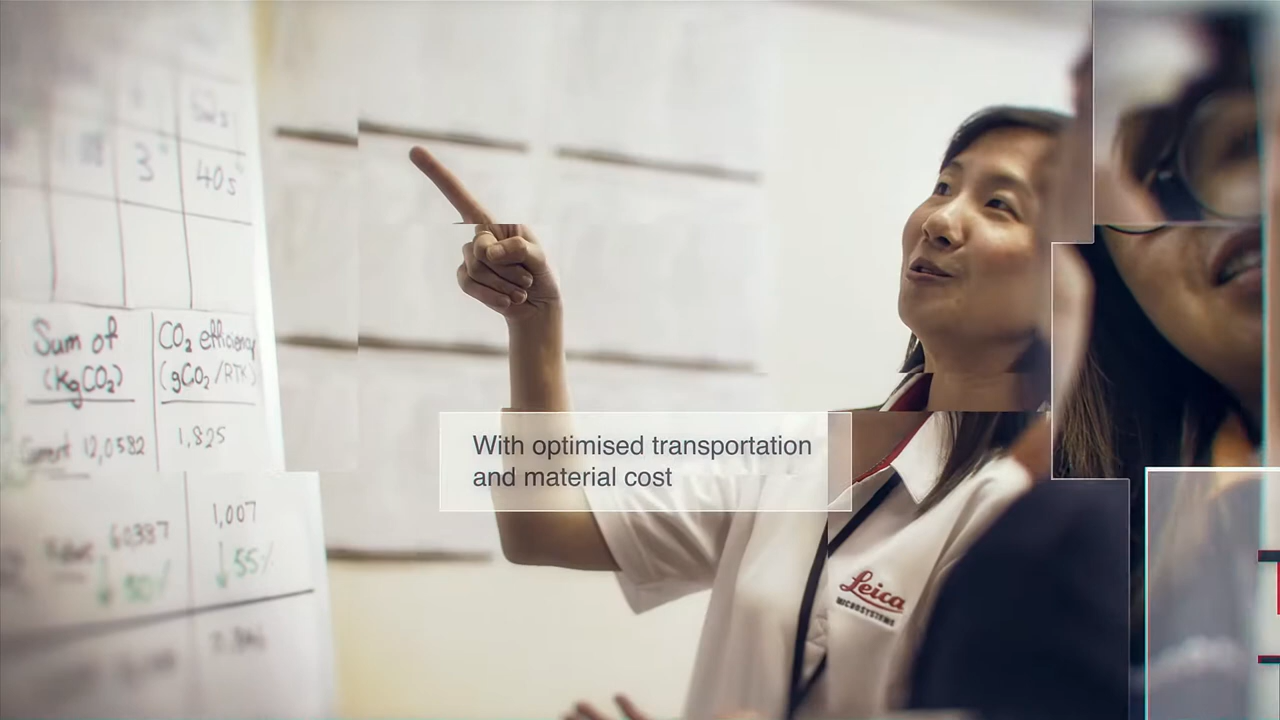 3"
40s"
Sum of
(KgCO₂)
CO₂ efficiency
(gCO₂/RTK)
12,0582
1,825
60387
1,007
↓ 55%
With optimised transportation
and material cost
Leica
MICROSYSTEMS